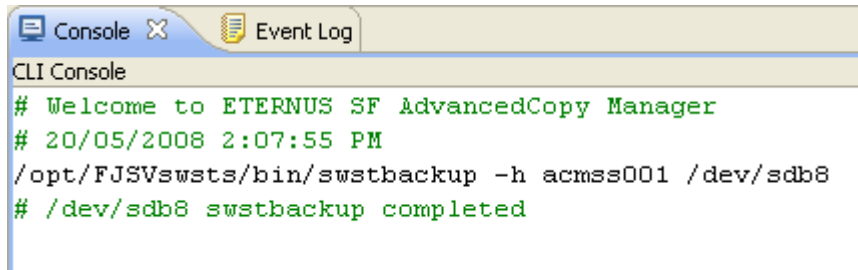 Console Event Log
CLI Console
# Welcome to ETERNUS SF AdvancedCopy Manager
# 20/05/2008 2:07:55 PM
/opt/FJSVswsts/bin/swstbackup -h acmss001 /dev/sdb8
# /dev/sdb8 swstbackup completed